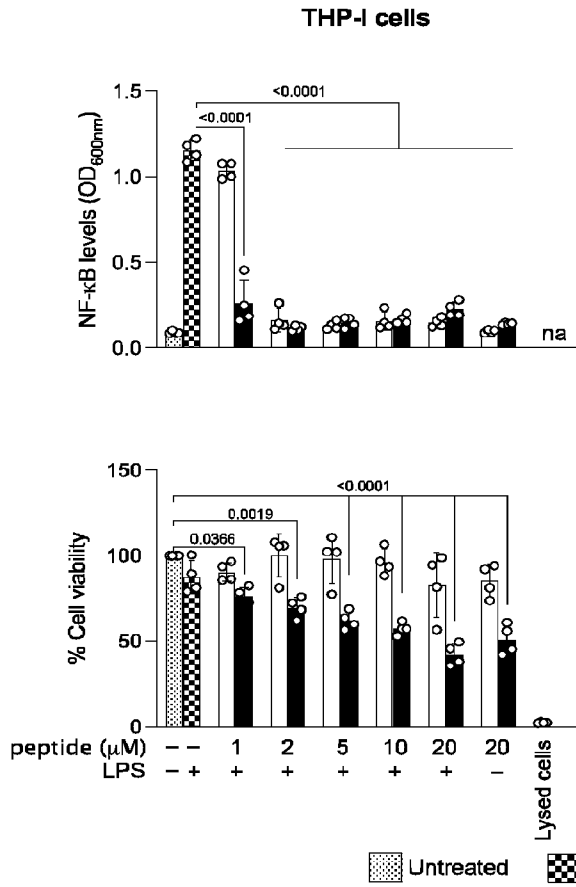 THP-I cells
NF-κB levels (OD600nm)
1.5
1.0
0.5
0.0
<0.0001
<0.0001
na
% Cell viability
150
100
50
0
<0.0001
0.0019
0.0366
peptide (μM) – – 1 2 5 10 20 20
LPS – + + + + + + –
Lysed cells
Untreated